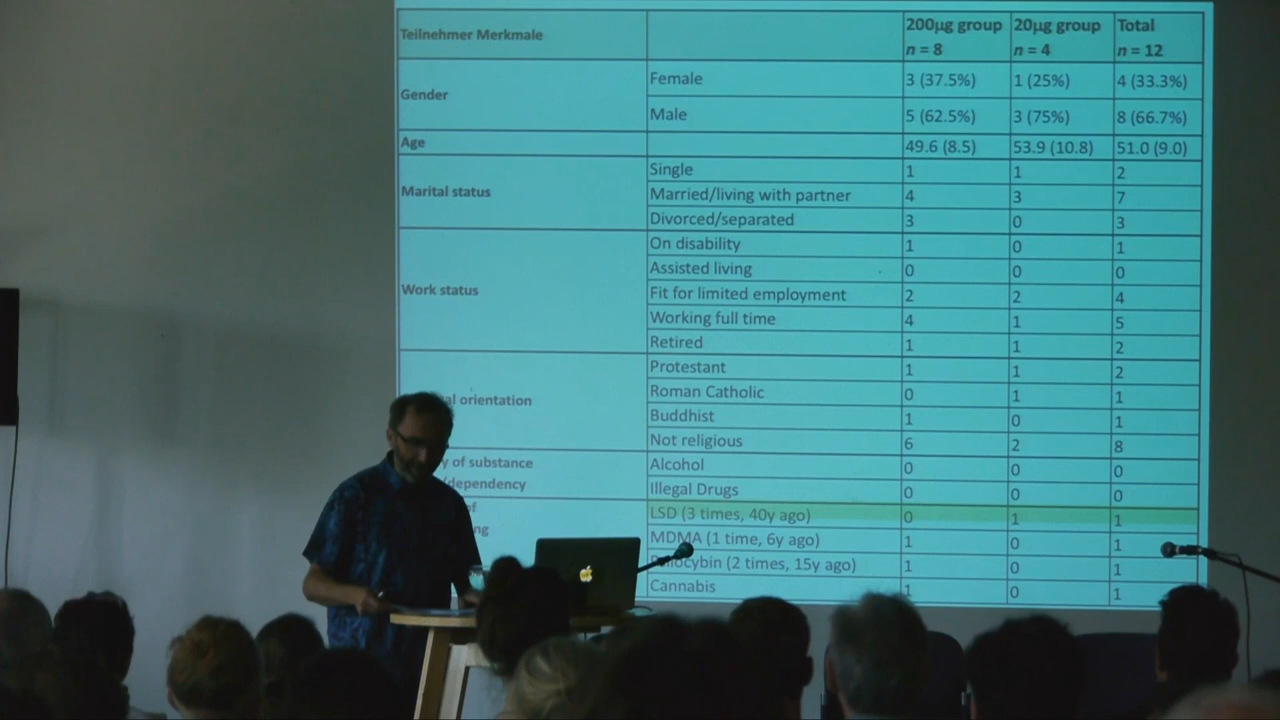 Teilnehmer Merkmale 200µg group 20µg group Total
n = 8 n = 4 n = 12
Gender Female 3 (37.5%) 1 (25%) 4 (33.3%)
Male 5 (62.5%) 3 (75%) 8 (66.7%)
Age 49.6 (8.5) 53.9 (10.8) 51.0 (9.0)
Marital status Single 1 1 2
Married/living with partner 4 3 7
Divorced/separated 3 0 3
Work status On disability 1 0 1
Assisted living 0 0 0
Fit for limited employment 2 2 4
Working full time 4 1 5
Retired 1 1 2
orientation Protestant 1 1 2
Roman Catholic 0 1 1
Buddhist 1 0 1
Not religious 6 2 8
of substance Alcohol 0 0 0
/dependency Illegal Drugs 0 0 0
LSD (3 times, 40y ago) 0 1 1
MDMA (1 time, 6y ago) 1 0 1
(2 times, 15y ago) 1 0 1
Cannabis 1 0 1